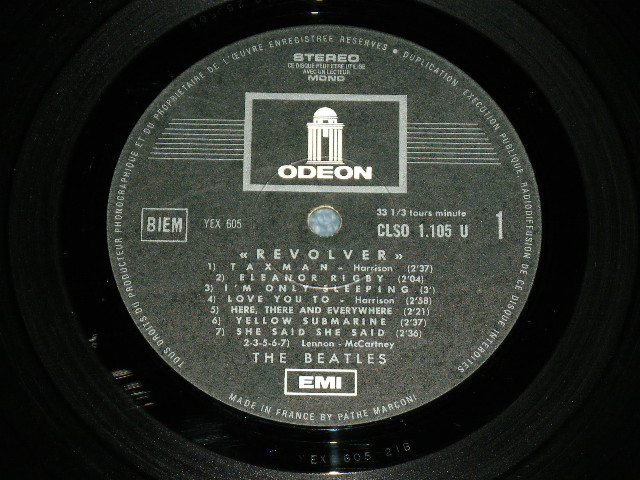 TOUS DROITS DU PRODUCTEUR PHONOGRAPHIQUE ET DU PROPRIETAIRE DE L'ŒUVRE ENREGISTREE RESERVES • DUPLICATION, EXECUTION PUBLIQUE, RADIODIFFUSION DE CE DISQUE INTERDITES
STEREO
CE DISQUE PEUT ETRE UTILISE
AVEC UN LECTEUR
MONO
ODEON
BIEM
YEX 605
33 1/3 tours minute
CLSO 1.105 U
1
« REVOLVER »
1) TAXMAN - Harrison (2'37)
2) ELEANOR RIGBY (2'04)
3) I'M ONLY SLEEPING (3')
4) LOVE YOU TO - Harrison (2'58)
5) HERE, THERE AND EVERYWHERE (2'21)
6) YELLOW SUBMARINE (2'37)
7) SHE SAID SHE SAID (2'36)
2-3-5-6-7) Lennon - McCartney
THE BEATLES
EMI
MADE IN FRANCE BY PATHE MARCONI
YEX 605 21B